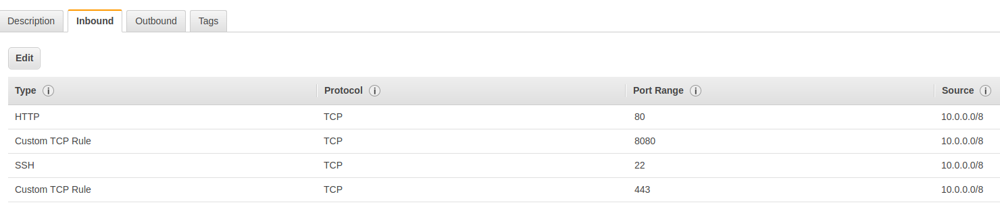 Description Inbound Outbound Tags
Edit
Type Protocol Port Range Source
HTTP TCP 80 10.0.0.0/8
Custom TCP Rule TCP 8080 10.0.0.0/8
SSH TCP 22 10.0.0.0/8
Custom TCP Rule TCP 443 10.0.0.0/8